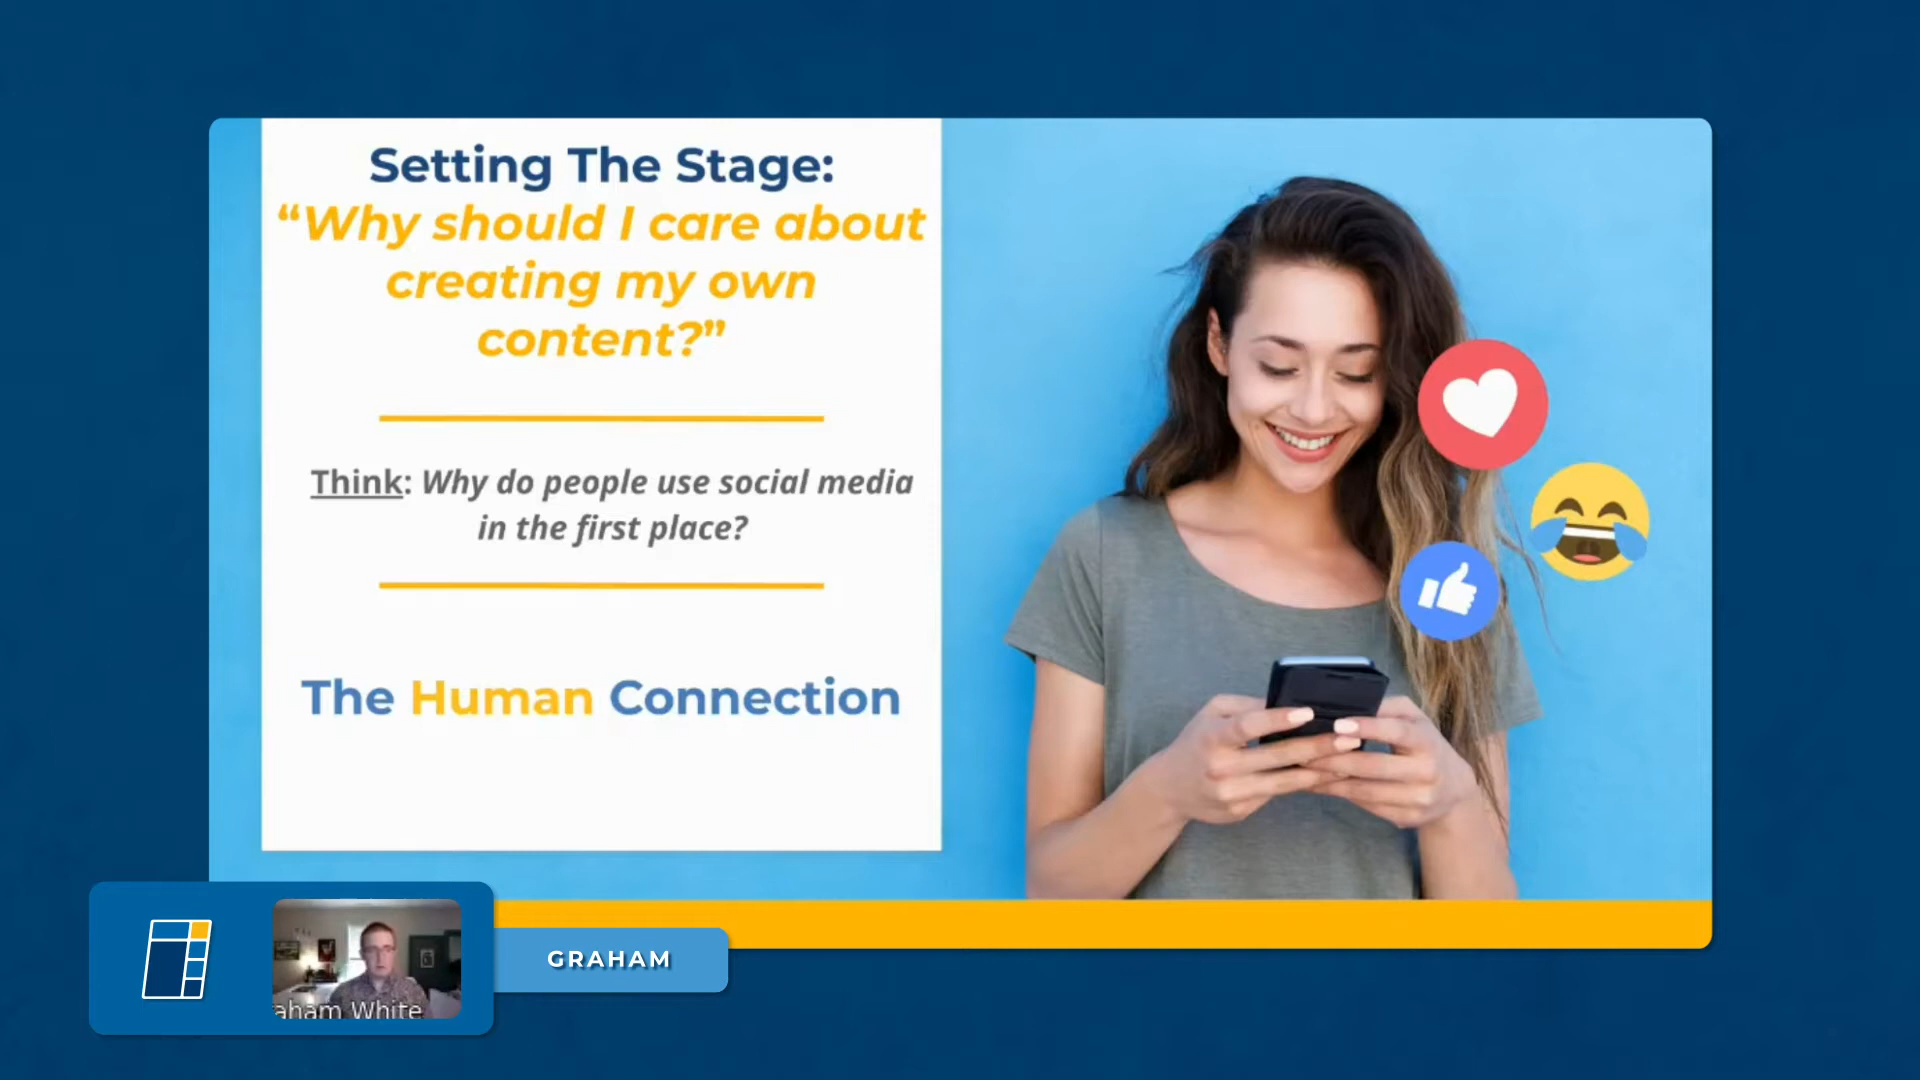 Setting The Stage:
“Why should I care about
creating my own
content?”
Think: Why do people use social media
in the first place?
The Human Connection
GRAHAM
aham White